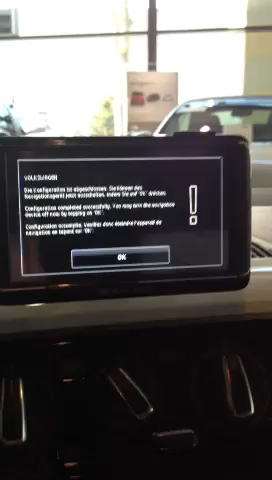 VOLKSWAGEN
Die Configuration ist abgeschlossen. Sie können das
Navigationsgerät jetzt ausschalten, indem Sie auf 'OK' drücken.
Configuration completed successfully. You may turn the navigation
device off now by tapping on 'OK'.
Configuration accomplie. Veuillez donc éteindre l'appareil de
navigation en tapant sur 'OK'.
OK